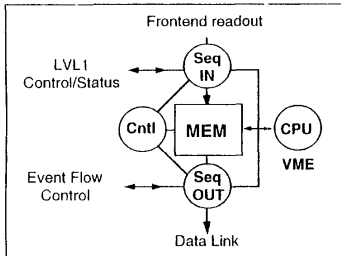 Frontend readout
Seq
IN
LVL1
Control/Status
Cntl
MEM
CPU
VME
Event Flow
Control
Seq
OUT
Data Link